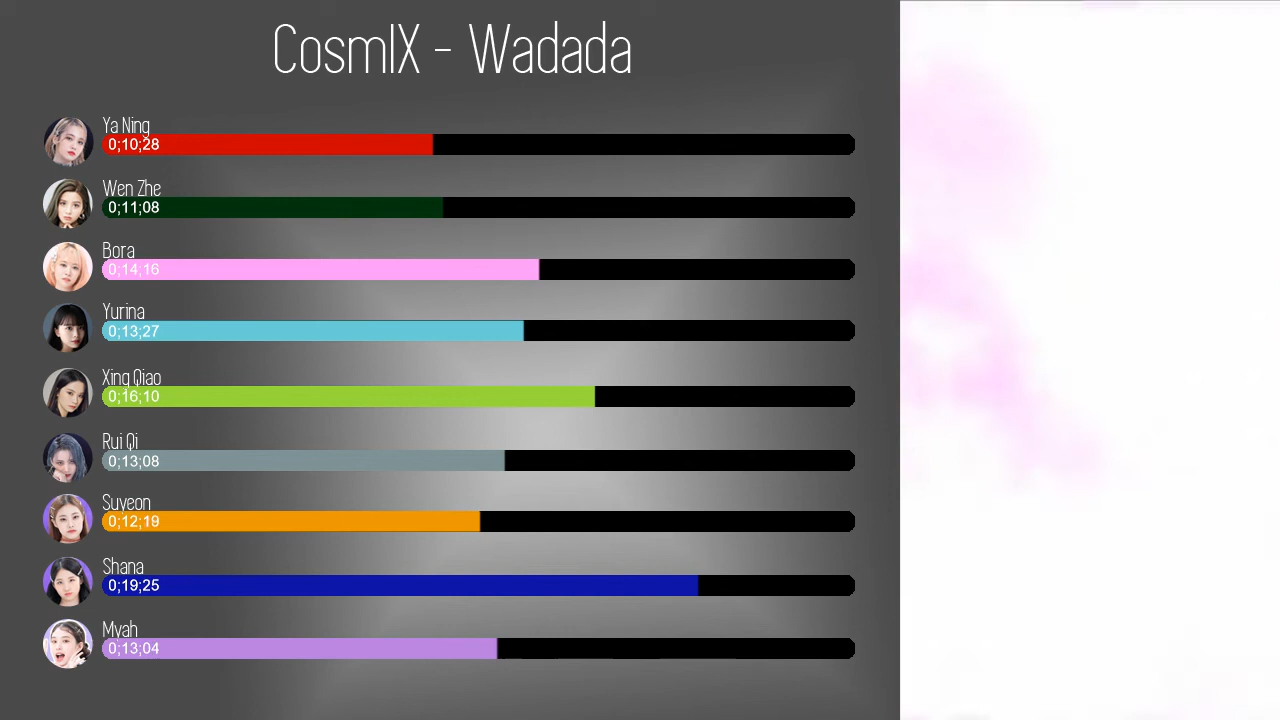 CosmIX - Wadada
Ya Ning
0;10;28
Wen Zhe
0;11;08
Bora
0;14;16
Yurina
0;13;27
Xing Qiao
0;16;10
Rui Qi
0;13;08
Suyeon
0;12;19
Shana
0;19;25
Myah
0;13;04